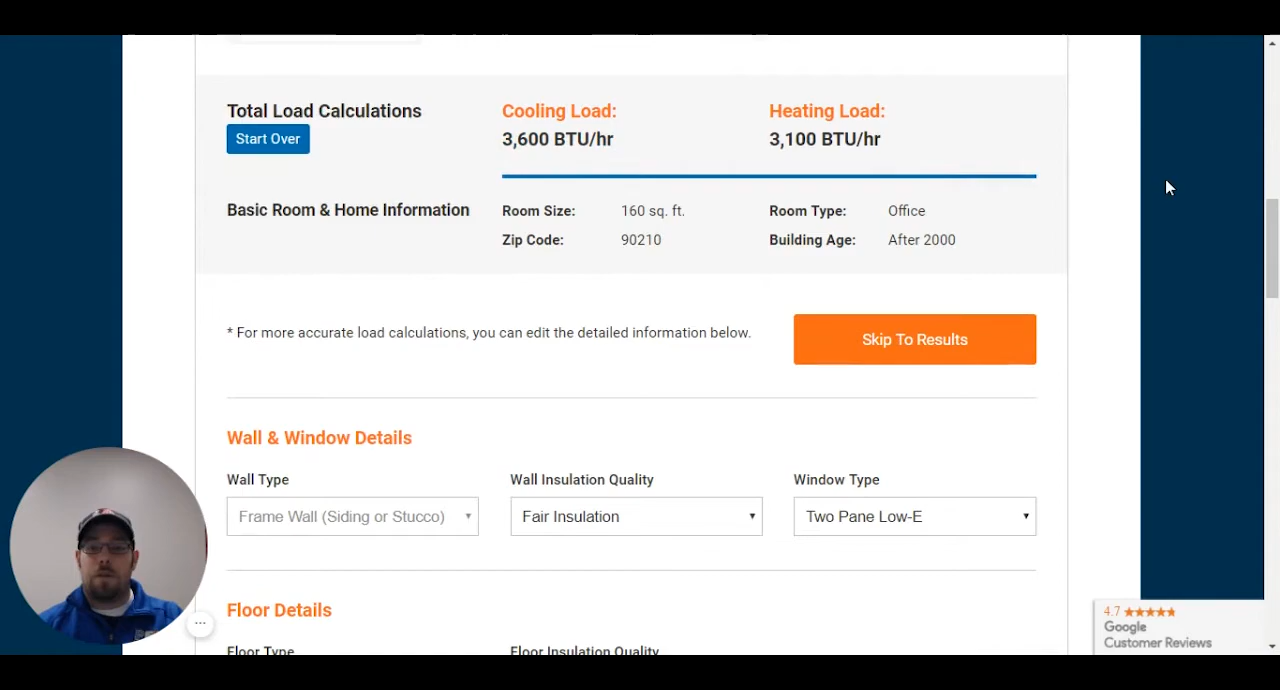 Total Load Calculations
Cooling Load:
Heating Load:
Start Over
3,600 BTU/hr
3,100 BTU/hr
Basic Room & Home Information
Room Size: 160 sq. ft.
Room Type: Office
Zip Code: 90210
Building Age: After 2000
* For more accurate load calculations, you can edit the detailed information below.
Skip To Results
Wall & Window Details
Wall Type
Wall Insulation Quality
Window Type
Frame Wall (Siding or Stucco)
Fair Insulation
Two Pane Low-E
Floor Details
Floor Type
Floor Insulation Quality
4.7
Google
Customer Reviews